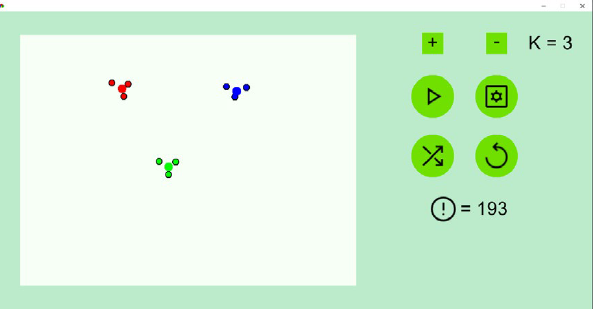 + - K = 3
= 193